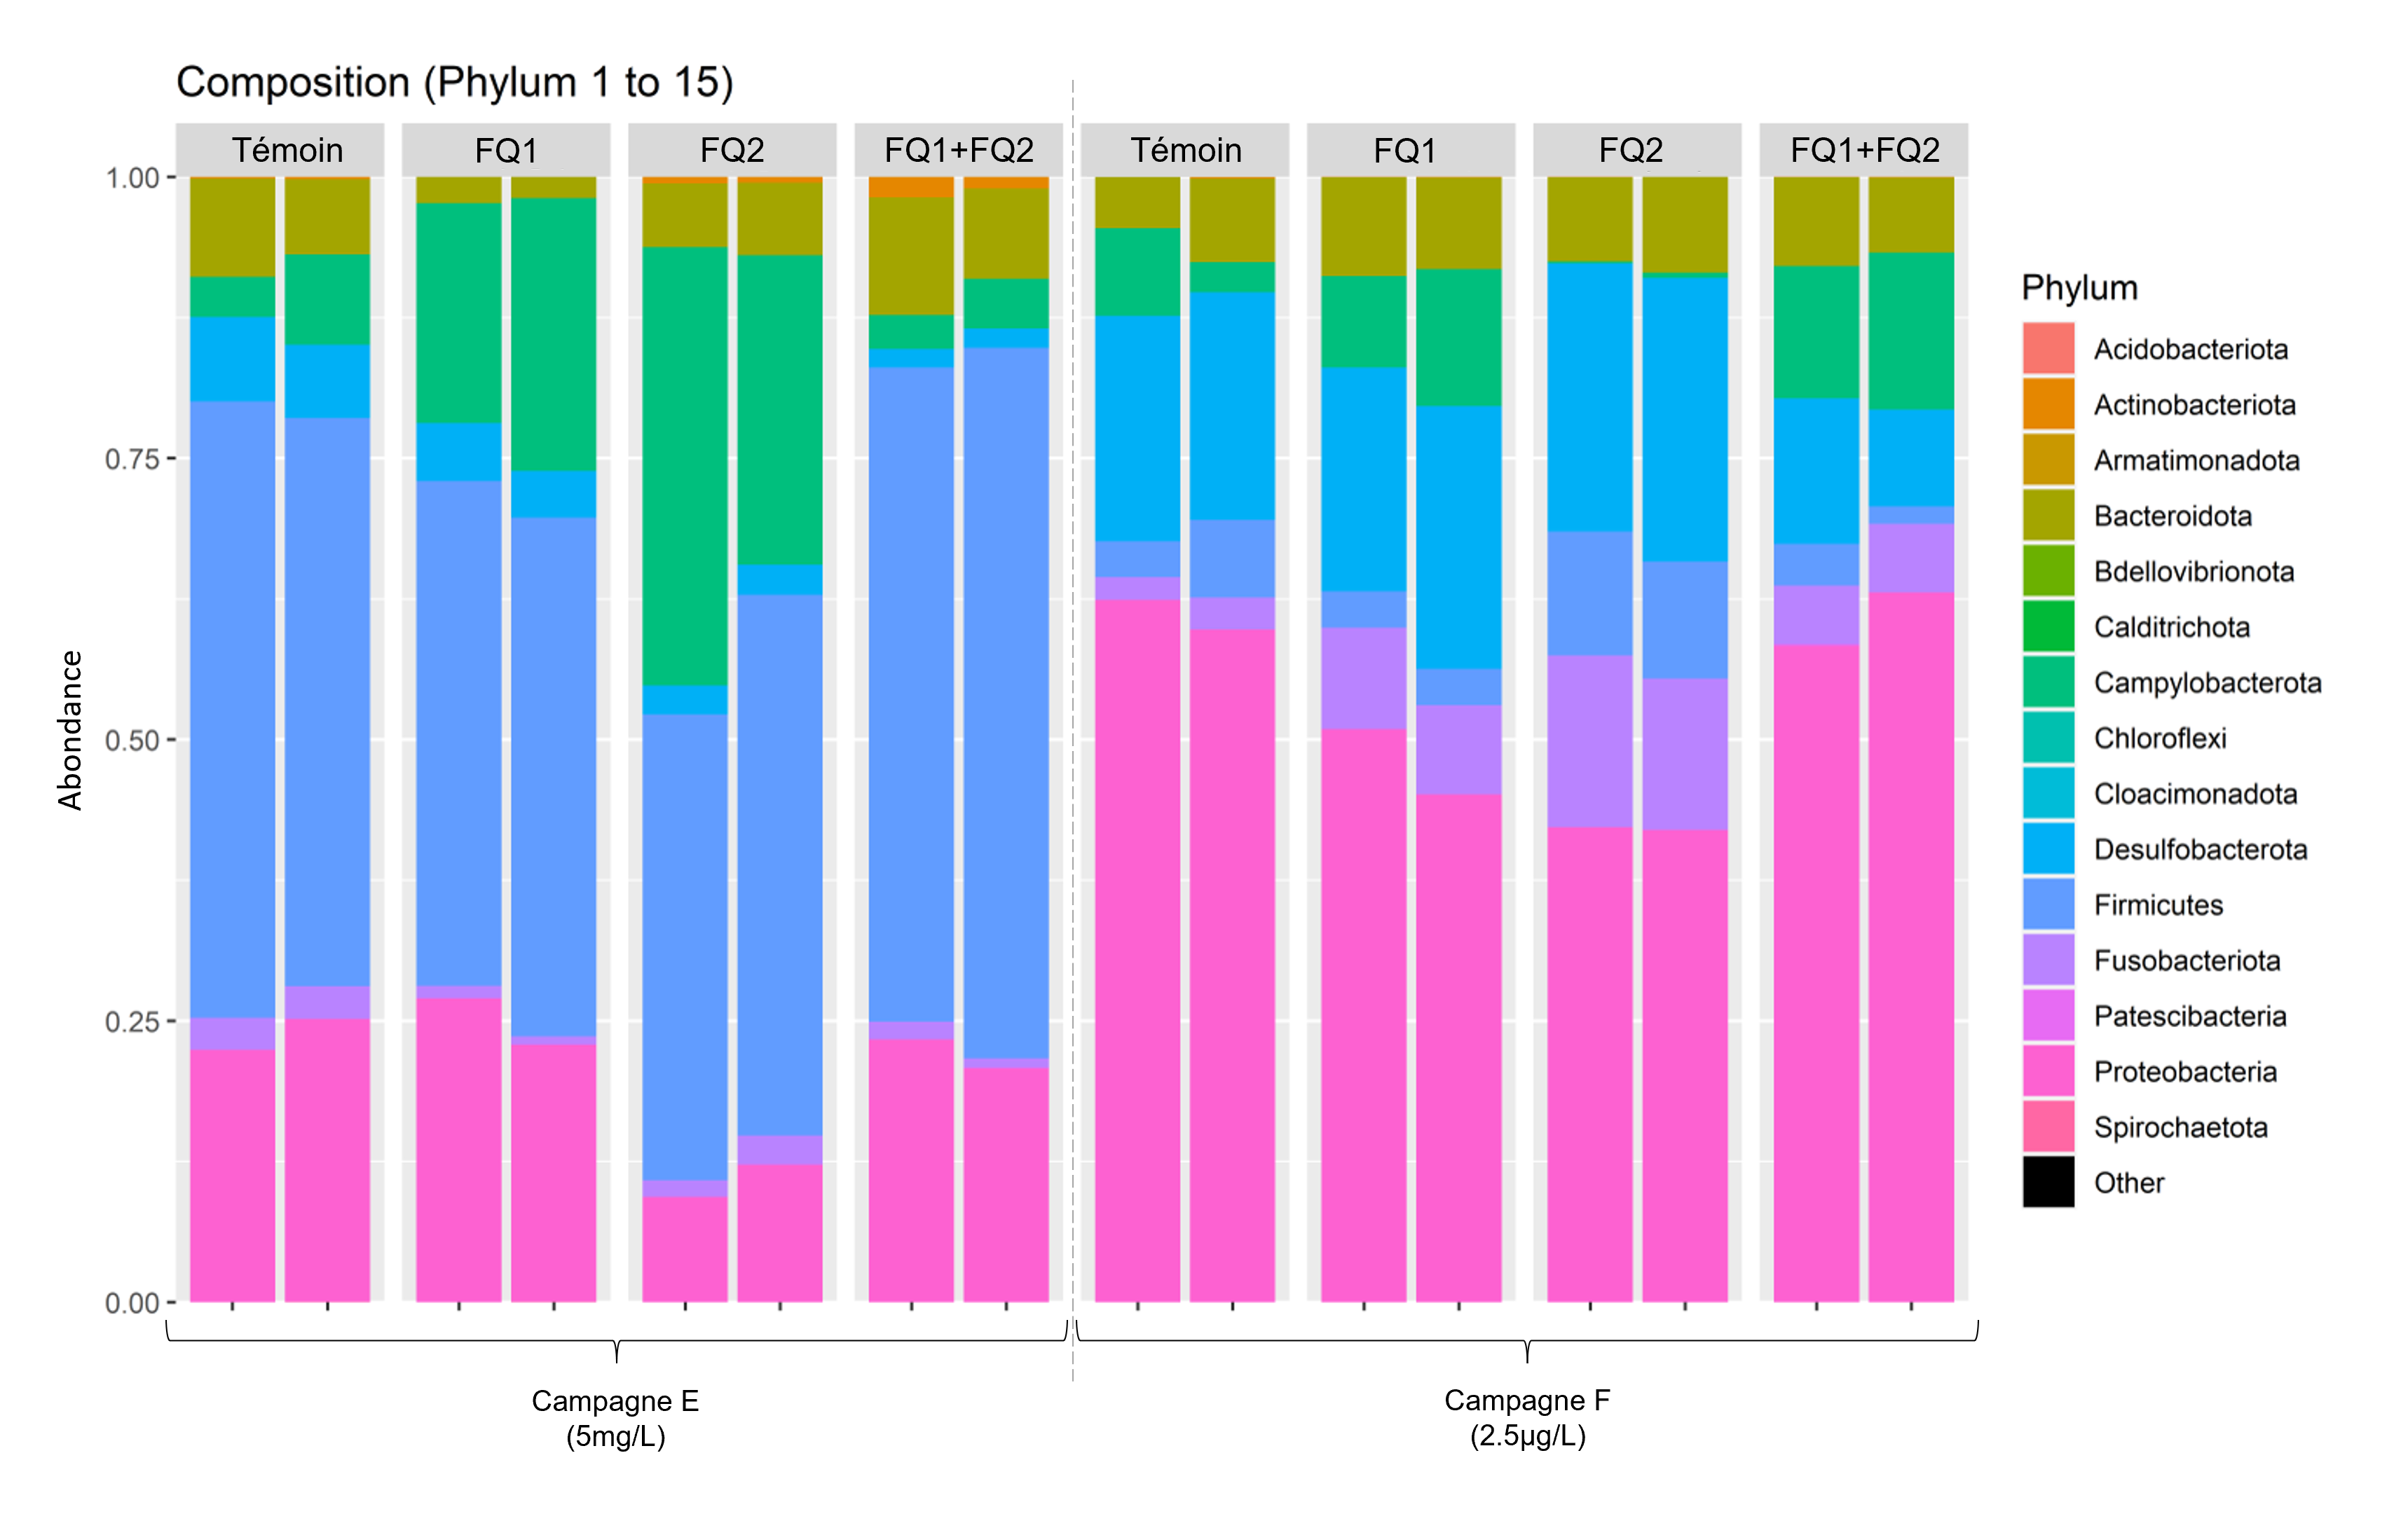 Composition (Phylum 1 to 15)
Témoin FQ1 FQ2 FQ1+FQ2 Témoin FQ1 FQ2 FQ1+FQ2
1.00
0.75
0.50
0.25
0.00
Abondance
Phylum
Acidobacteriota
Actinobacteriota
Armatimonadota
Bacteroidota
Bdellovibrionota
Calditrichota
Campylobacterota
Chloroflexi
Cloacimonadota
Desulfobacterota
Firmicutes
Fusobacteriota
Patescibacteria
Proteobacteria
Spirochaetota
Other
Campagne E
(5mg/L)
Campagne F
(2.5µg/L)